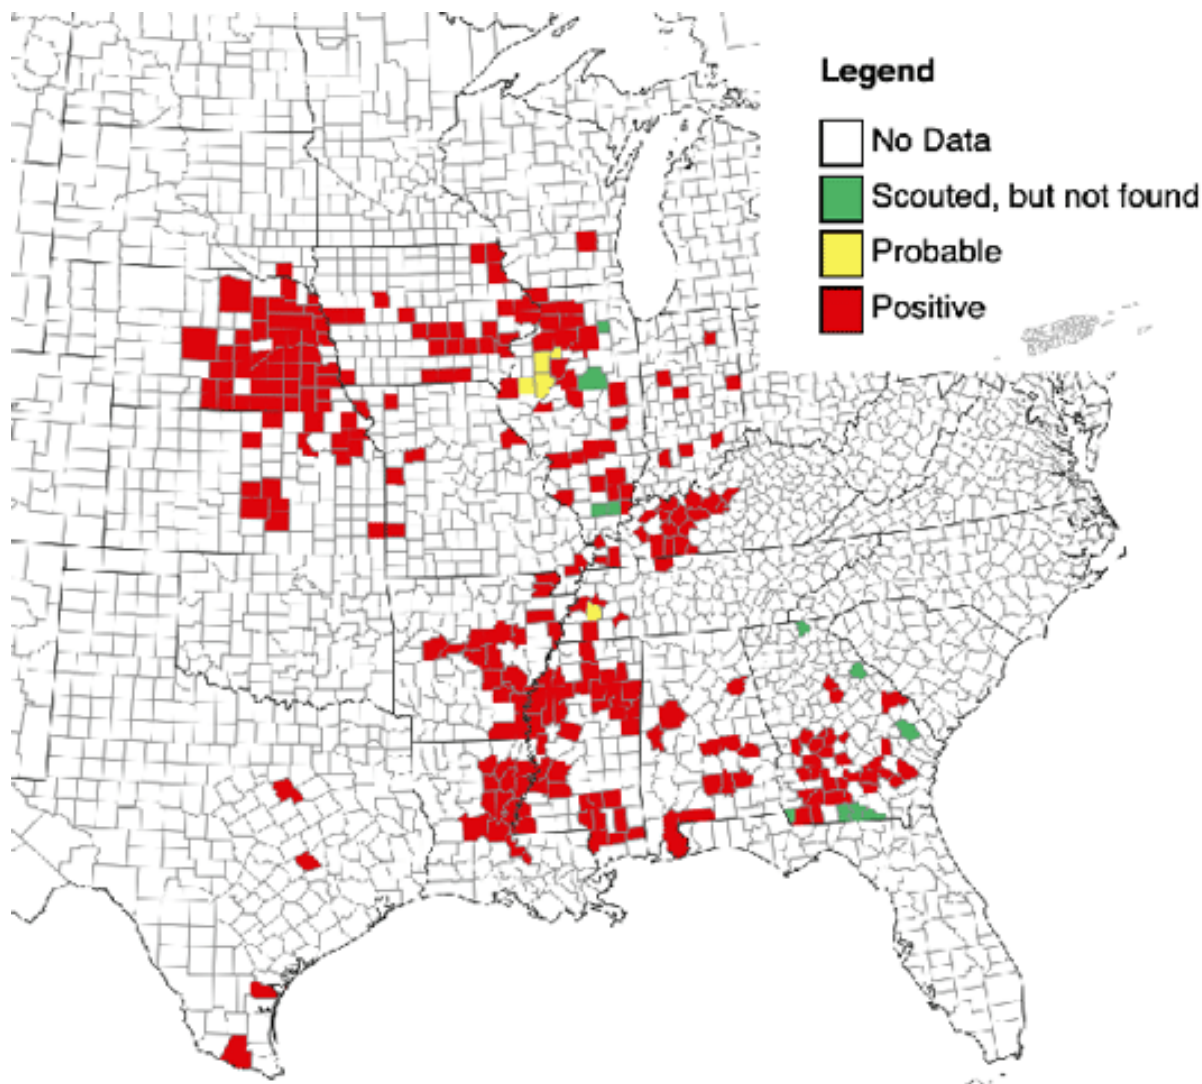 Legend
No Data
Scouted, but not found
Probable
Positive